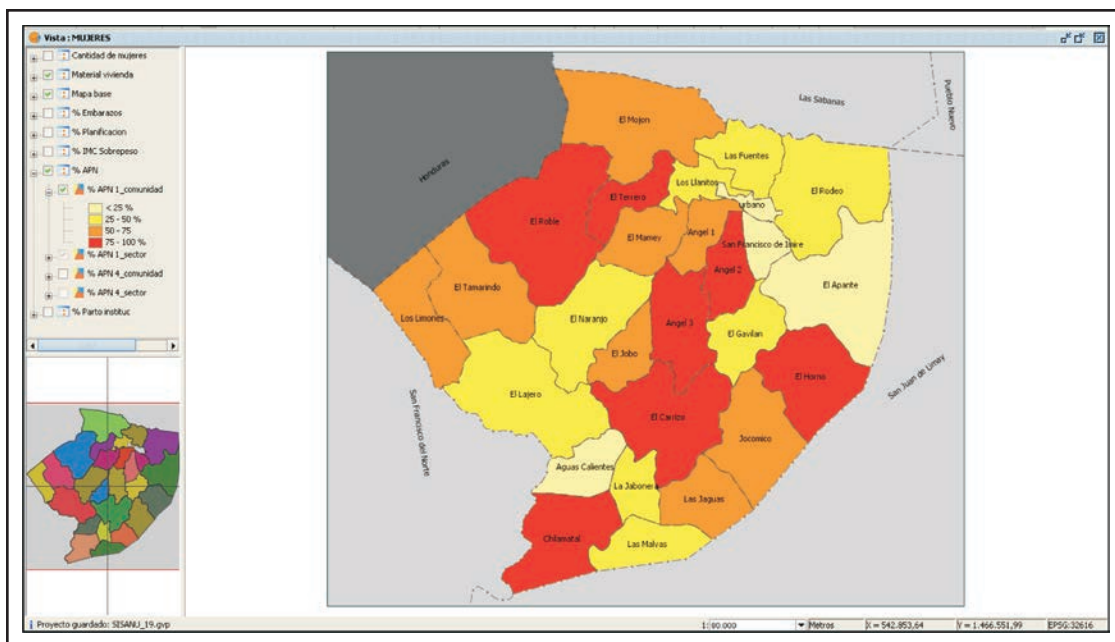 Vista : MUJERES
Cantidad de mujeres
Material vivienda
Mapa base
% Embarazos
% Planificacion
% IMC Sobrepeso
% APN
% APN 1_comunidad
< 25 %
25 - 50 %
50 - 75
75 - 100 %
% APN 1_sector
% APN 4_comunidad
% APN 4_sector
% Parto instituc
Honduras
Las Sabanas
Pueblo Nuevo
El Mojon
Las Fuentes
Los Llanitos
El Rodeo
El Tervero
urbano
El Roble
El Mamey
Angel 1
San Francisco de Imire
Angel 2
El Tamarindo
El Apante
Los Limones
El Naranjo
Angel 3
El Gavilan
El Jobo
El Horno
San Juan de Limay
El Lajero
San Francisco del Norte
El Carrizo
Jocomico
Aguas Calientes
La Jabonera
Las Jaguas
Chilamatal
Las Malvas
Proyecto guardado: SISANU_19.gvp
1: 80.000
Metros
X = 542.853,64
Y = 1.466.551,99
EPSG:32616